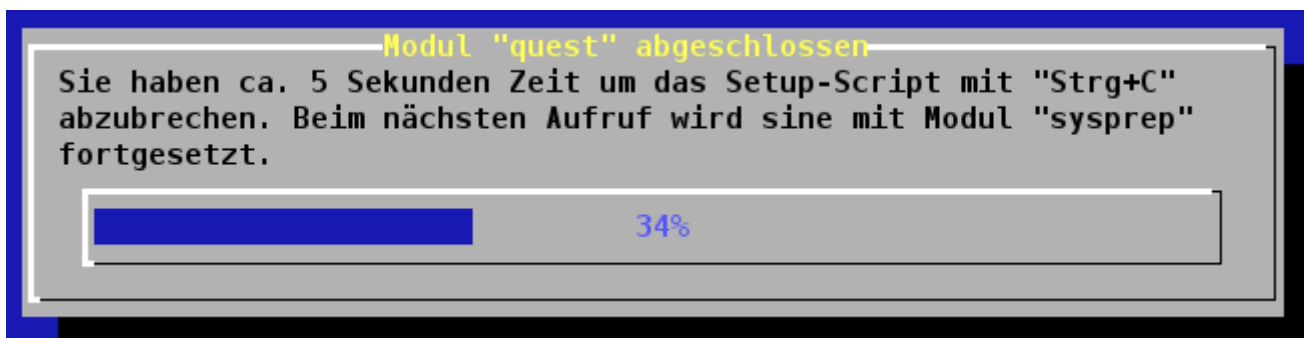 Modul "quest" abgeschlossen
Sie haben ca. 5 Sekunden Zeit um das Setup-Script mit "Strg+C"
abzubrechen. Beim nächsten Aufruf wird sine mit Modul "sysprep"
fortgesetzt.
34%